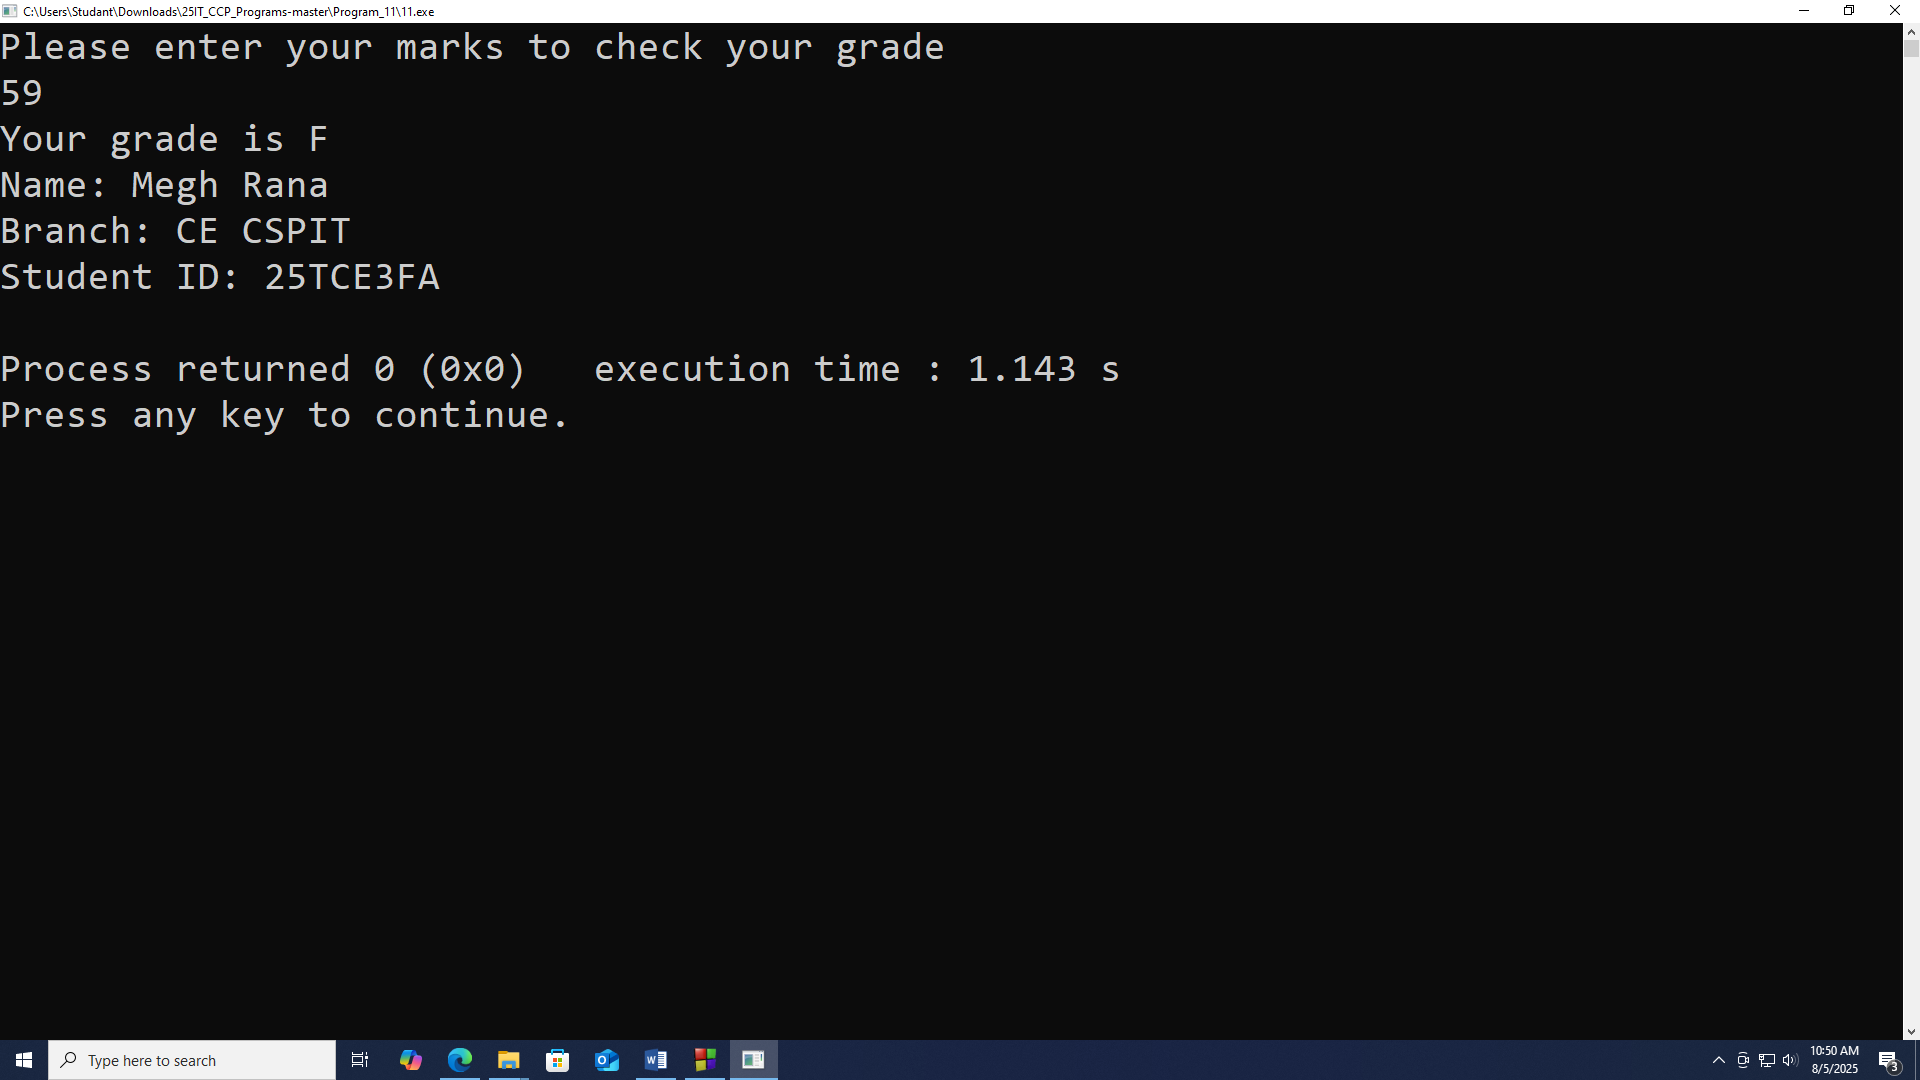 C:\Users\Studant\Downloads\25IT_CCP_Programs-master\Program_11\11.exe
Please enter your marks to check your grade
59
Your grade is F
Name: Megh Rana
Branch: CE CSPIT
Student ID: 25TCE3FA
Process returned 0 (0x0)   execution time : 1.143 s
Press any key to continue.
Type here to search
10:50 AM
8/5/2025
3